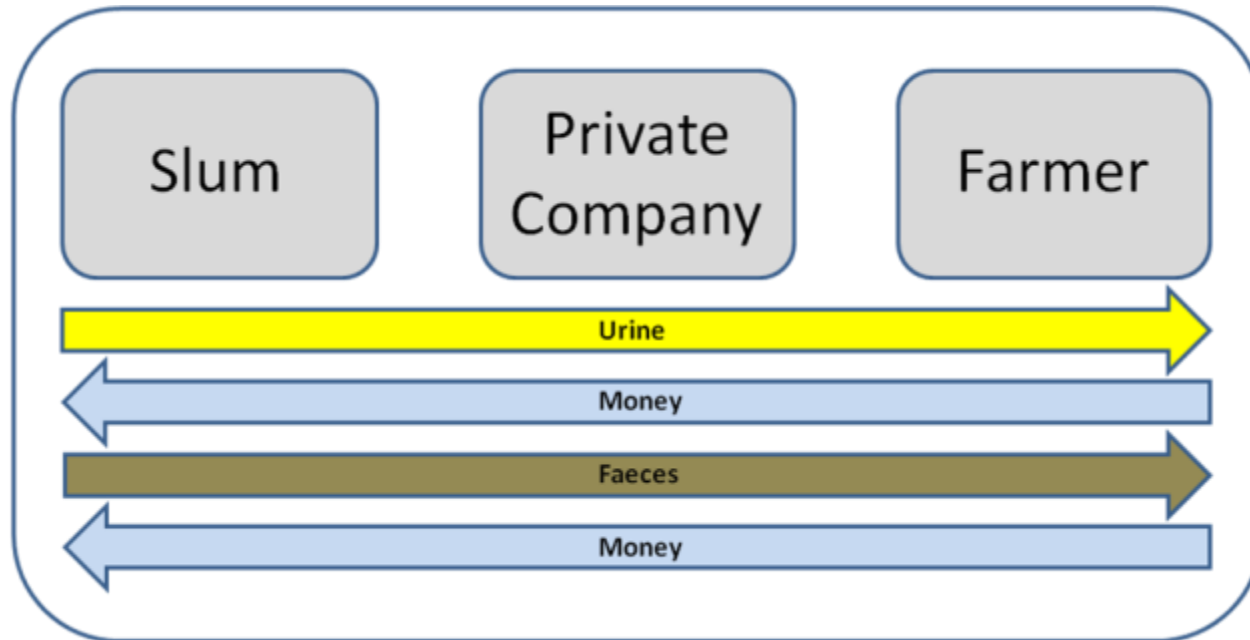 Slum
Private
Company
Farmer
Urine
Money
Faeces
Money